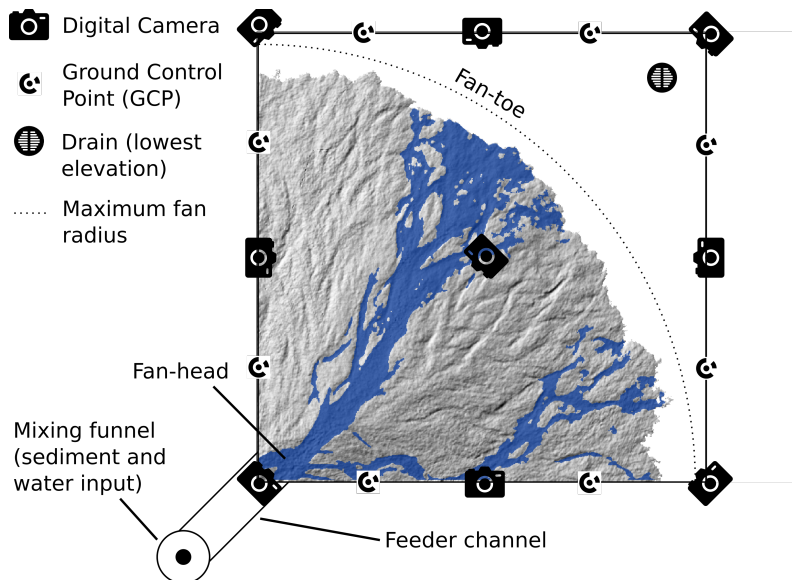 Digital Camera
Ground Control
Point (GCP)
Drain (lowest
elevation)
Maximum fan
radius
Fan-toe
Fan-head
Mixing funnel
(sediment and
water input)
Feeder channel